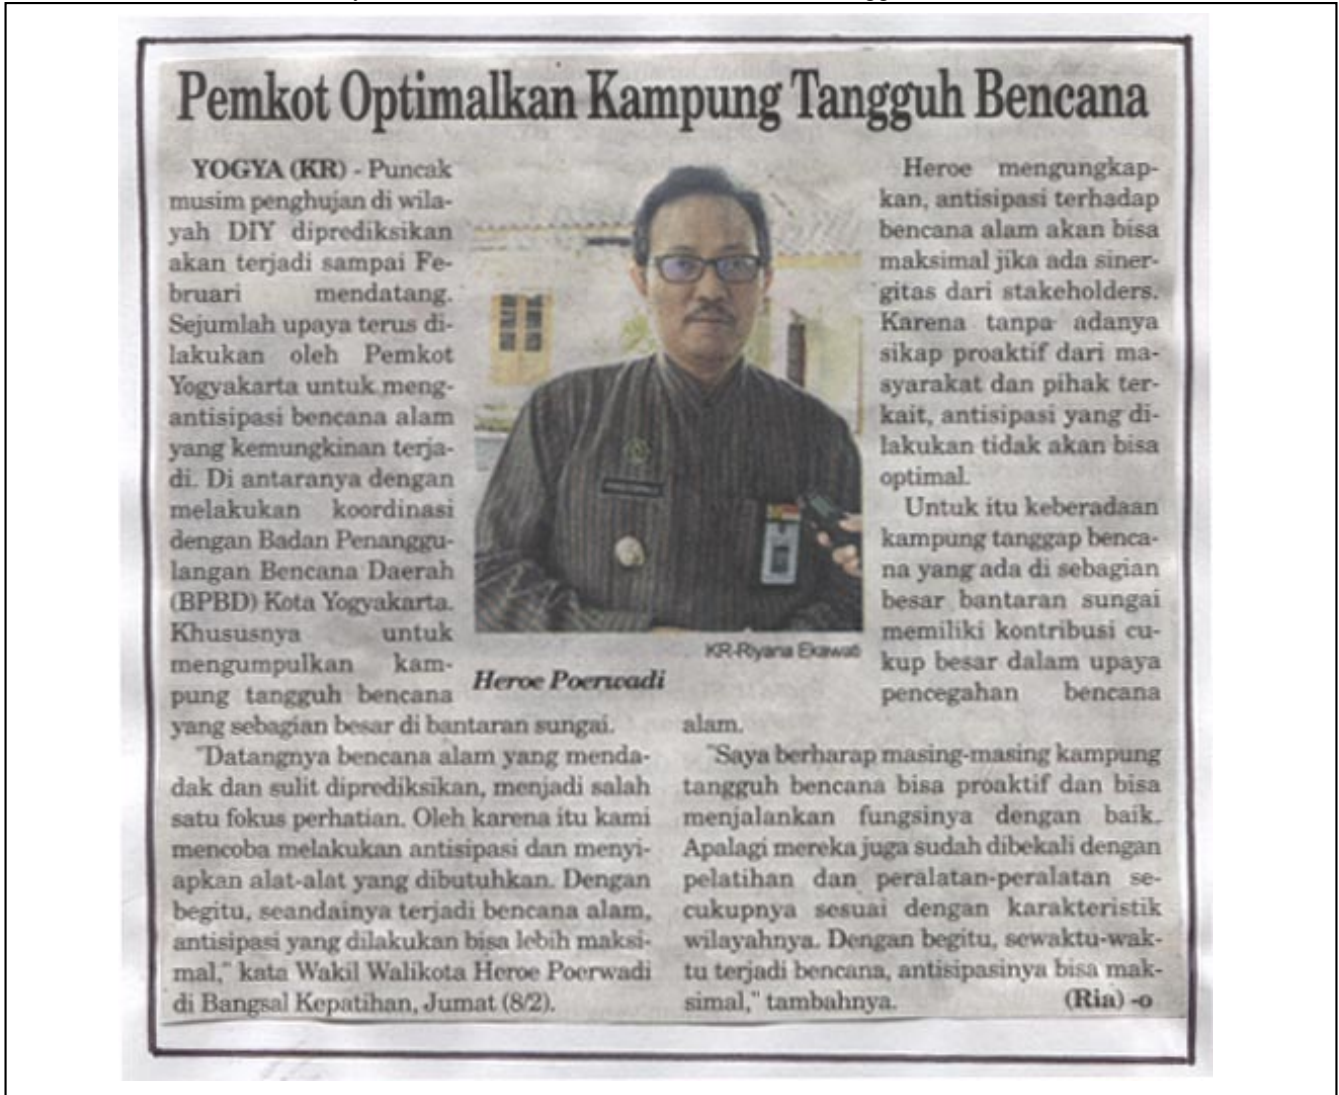 Pemkot Optimalkan Kampung Tangguh Bencana
YOGYA (KR) - Puncak
musim penghujan di wila-
yah DIY diprediksikan
akan terjadi sampai Fe-
bruari mendatang.
Sejumlah upaya terus di-
lakukan oleh Pemkot
Yogyakarta untuk meng-
antisipasi bencana alam
yang kemungkinan terja-
di. Di antaranya dengan
melakukan koordinasi
dengan Badan Penanggu-
langan Bencana Daerah
(BPBD) Kota Yogyakarta.
Khususnya untuk
mengumpulkan kam-
pung tangguh bencana
yang sebagian besar di bantaran sungai.
"Datangnya bencana alam yang menda-
dak dan sulit diprediksikan, menjadi salah
satu fokus perhatian. Oleh karena itu kami
mencoba melakukan antisipasi dan menyi-
apkan alat-alat yang dibutuhkan. Dengan
begitu, seandainya terjadi bencana alam,
antisipasi yang dilakukan bisa lebih maksi-
mal," kata Wakil Walikota Heroe Poerwadi
di Bangsal Kepatihan, Jumat (8/2).
KR-Riyana Ekawati
Heroe Poerwadi
Heroe mengungkap-
kan, antisipasi terhadap
bencana alam akan bisa
maksimal jika ada siner-
gitas dari stakeholders.
Karena tanpa adanya
sikap proaktif dari ma-
syarakat dan pihak ter-
kait, antisipasi yang di-
lakukan tidak akan bisa
optimal.
Untuk itu keberadaan
kampung tanggap benca-
na yang ada di sebagian
besar bantaran sungai
memiliki kontribusi cu-
kup besar dalam upaya
pencegahan bencana
alam.
"Saya berharap masing-masing kampung
tangguh bencana bisa proaktif dan bisa
menjalankan fungsinya dengan baik.
Apalagi mereka juga sudah dibekali dengan
pelatihan dan peralatan-peralatan se-
cukupnya sesuai dengan karakteristik
wilayahnya. Dengan begitu, sewaktu-wak-
tu terjadi bencana, antisipasinya bisa mak-
simal," tambahnya. (Ria) -o